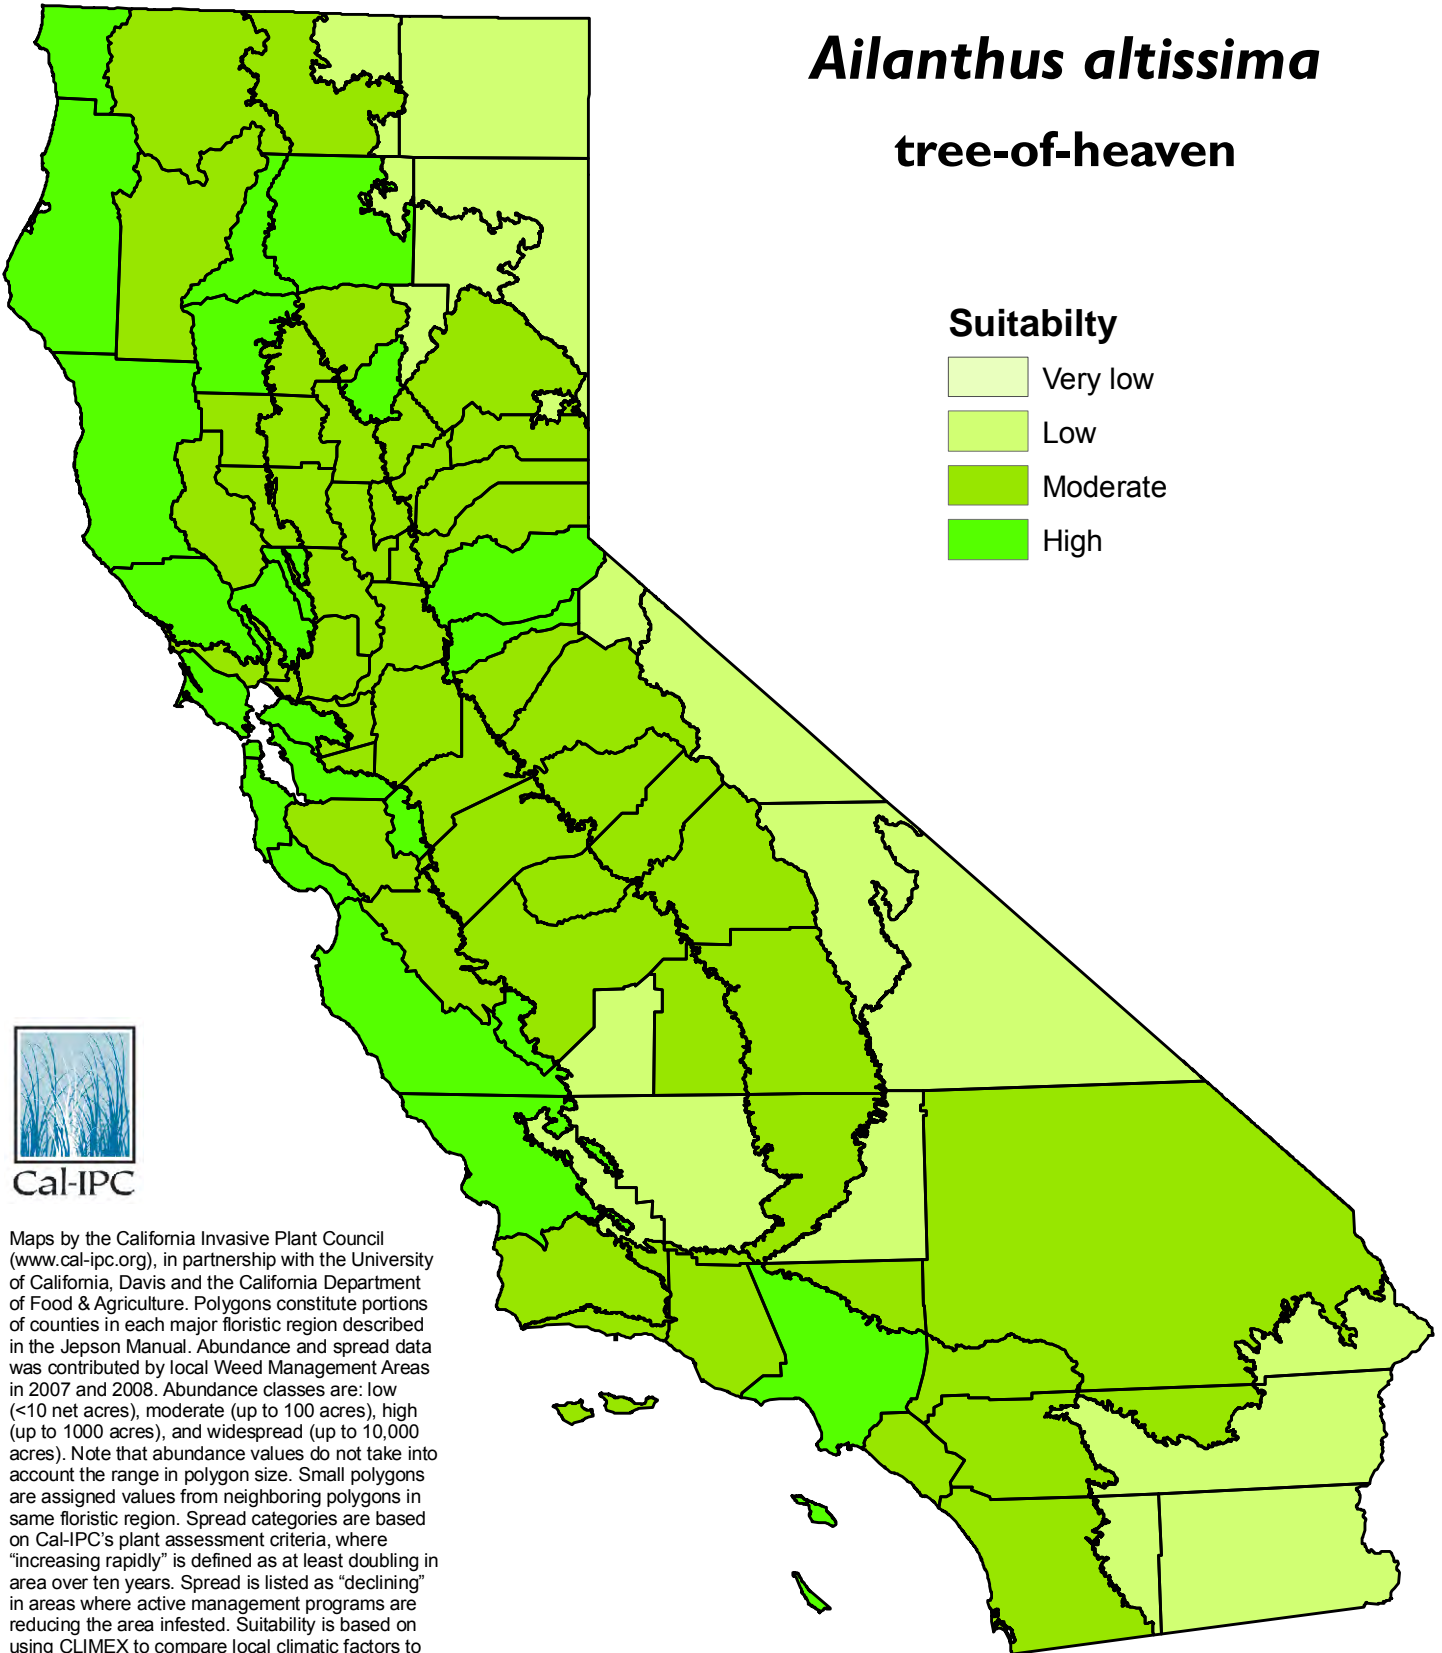 Ailanthus altissima
tree-of-heaven
Suitabilty
Very low
Low
Moderate
High
Cal-IPC
Maps by the California Invasive Plant Council
(www.cal-ipc.org), in partnership with the University
of California, Davis and the California Department
of Food & Agriculture. Polygons constitute portions
of counties in each major floristic region described
in the Jepson Manual. Abundance and spread data
was contributed by local Weed Management Areas
in 2007 and 2008. Abundance classes are: low
(<10 net acres), moderate (up to 100 acres), high
(up to 1000 acres), and widespread (up to 10,000
acres). Note that abundance values do not take into
account the range in polygon size. Small polygons
are assigned values from neighboring polygons in
same floristic region. Spread categories are based
on Cal-IPC's plant assessment criteria, where
“increasing rapidly” is defined as at least doubling in
area over ten years. Spread is listed as “declining”
in areas where active management programs are
reducing the area infested. Suitability is based on
using CLIMEX to compare local climatic factors to